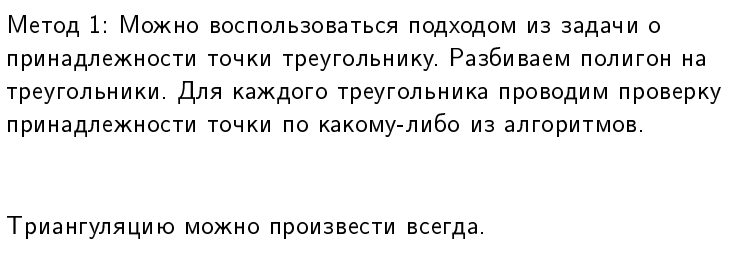 Метод 1: Можно воспользоваться подходом из задачи о
принадлежности точки треугольнику. Разбиваем полигон на
треугольники. Для каждого треугольника проводим проверку
принадлежности точки по какому-либо из алгоритмов.
Триангуляцию можно произвести всегда.